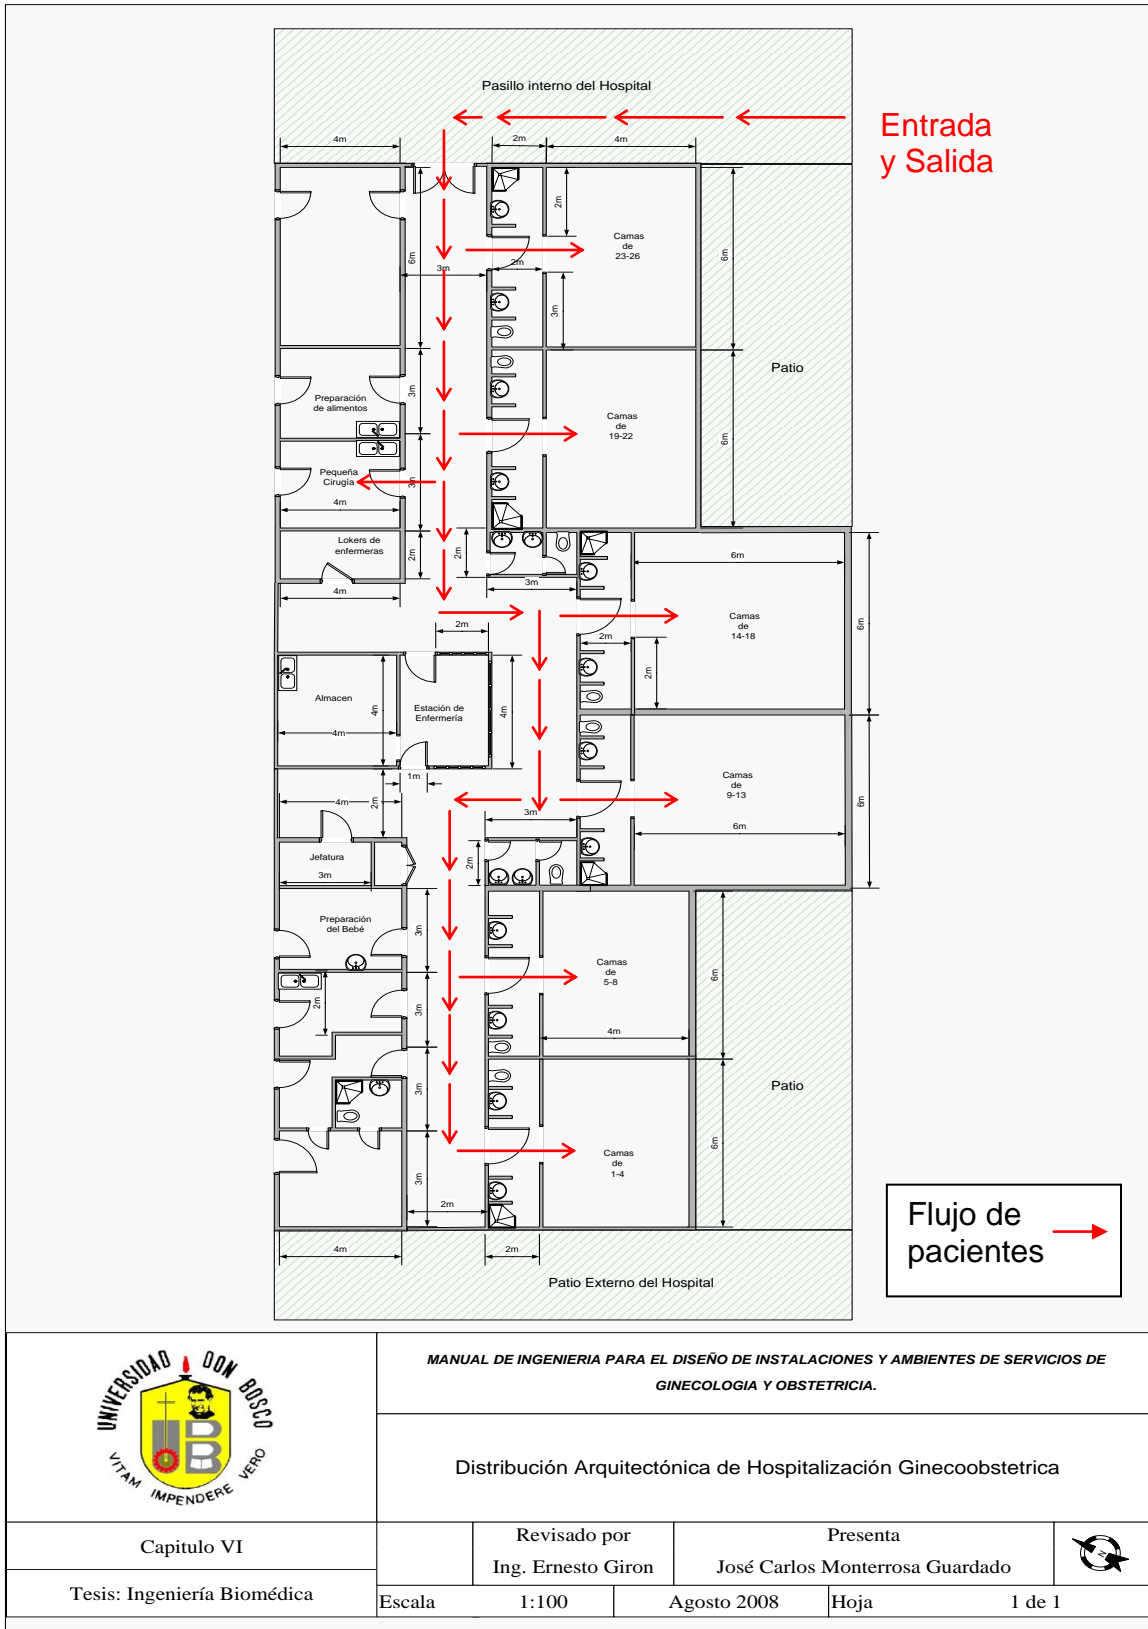 Pasillo interno del Hospital
Entrada
y Salida
4m
2m
4m
2m
Camas
de
23-26
6m
3m
2m
6m
3m
Patio
Preparación
de alimentos
3m
Camas
de
19-22
6m
Pequeña
Cirugía
3m
4m
Lokers de
enfermeras
2m
2m
6m
3m
4m
2m
Camas
de
14-18
6m
2m
2m
Almacen
4m
4m
Estación de
Enfermería
4m
1m
Camas
de
9-13
6m
4m
2m
3m
6m
Jefatura
3m
2m
Preparación
del Bebé
3m
Camas
de
5-8
6m
2m
3m
4m
3m
Patio
Camas
de
1-4
6m
3m
2m
4m
2m
Patio Externo del Hospital
Flujo de
pacientes
UNIVERSIDAD DON BOSCO
VITAM IMPENDERE VERO
MANUAL DE INGENIERIA PARA EL DISEÑO DE INSTALACIONES Y AMBIENTES DE SERVICIOS DE
GINECOLOGIA Y OBSTETRICIA.
Distribución Arquitectónica de Hospitalización Ginecoobstetrica
Capitulo VI
Revisado por
Ing. Ernesto Giron
Presenta
José Carlos Monterrosa Guardado
N
Tesis: Ingeniería Biomédica
Escala
1:100
Agosto 2008
Hoja
1 de 1